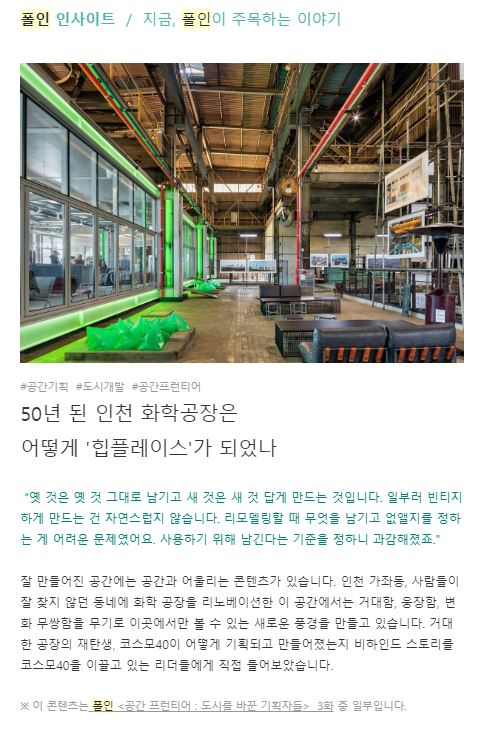 폴인 인사이트 / 지금, 폴인이 주목하는 이야기
#공간기획 #도시개발 #공간프런티어
50년 된 인천 화학공장은
어떻게 '힙플레이스'가 되었나
“옛 것은 옛 것 그대로 남기고 새 것은 새 것 답게 만드는 것입니다. 일부러 빈티지
하게 만드는 건 자연스럽지 않습니다. 리모델링할 때 무엇을 남기고 없앨지를 정하
는 게 어려운 문제였어요. 사용하기 위해 남긴다는 기준을 정하니 과감해졌죠."
잘 만들어진 공간에는 공간과 어울리는 콘텐츠가 있습니다. 인천 가좌동, 사람들이
잘 찾지 않던 동네에 화학 공장을 리노베이션한 이 공간에서는 거대함, 웅장함, 변
화 무쌍함을 무기로 이곳에서만 볼 수 있는 새로운 풍경을 만들고 있습니다. 거대
한 공장의 재탄생, 코스모40이 어떻게 기획되고 만들어졌는지 비하인드 스토리를
코스모40을 이끌고 있는 리더들에게 직접 들어보았습니다.
※ 이 콘텐츠는 폴인 <공간 프런티어 : 도시를 바꾼 기획자들> 3화 중 일부입니다.